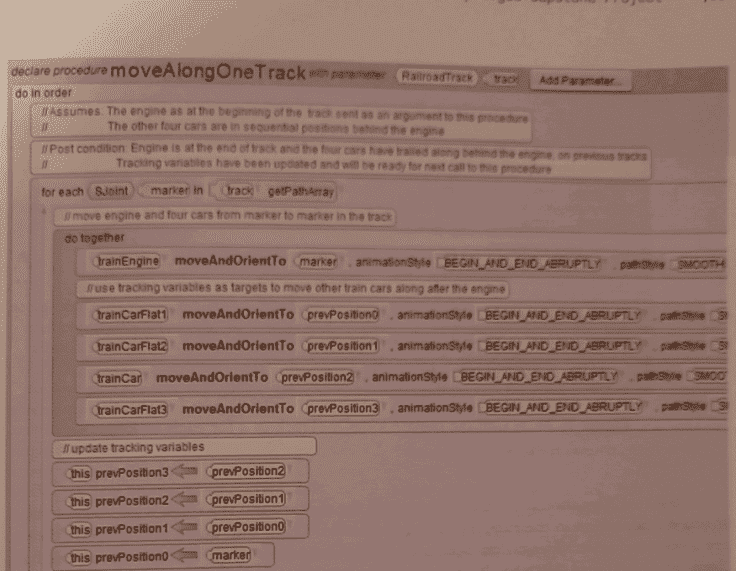 declare procedure moveAlongOneTrack with parameter RailroadTrack track Add Parameter...
do in order
//Assumes: The engine as at the beginning of the track sent as an argument to this procedure
// The other four cars are in sequential positions behind the engine
//Post condition: Engine is at the end of track and the four cars have trailed along behind the engine, on previous tracks
// Tracking variables have been updated and will be ready for next call to this procedure
for each SJoint marker in track getPathArray
//move engine and four cars from marker to marker in the track
do together
trainEngine moveAndOrientTo marker , animationStyle BEGIN_AND_END_ABRUPTLY , pathStyle SMOOTH
//use tracking variables as targets to move other train cars along after the engine
trainCarFlat1 moveAndOrientTo prevPosition0 , animationStyle BEGIN_AND_END_ABRUPTLY , pathStyle
trainCarFlat2 moveAndOrientTo prevPosition1 , animationStyle BEGIN_AND_END_ABRUPTLY , pathStyle
trainCar moveAndOrientTo prevPosition2 , animationStyle BEGIN_AND_END_ABRUPTLY , pathStyle SMOO
trainCarFlat3 moveAndOrientTo prevPosition3 , animationStyle BEGIN_AND_END_ABRUPTLY , pathStyle
//update tracking variables
this prevPosition3 ⇐ prevPosition2
this prevPosition2 ⇐ prevPosition1
this prevPosition1 ⇐ prevPosition0
this prevPosition0 ⇐ marker